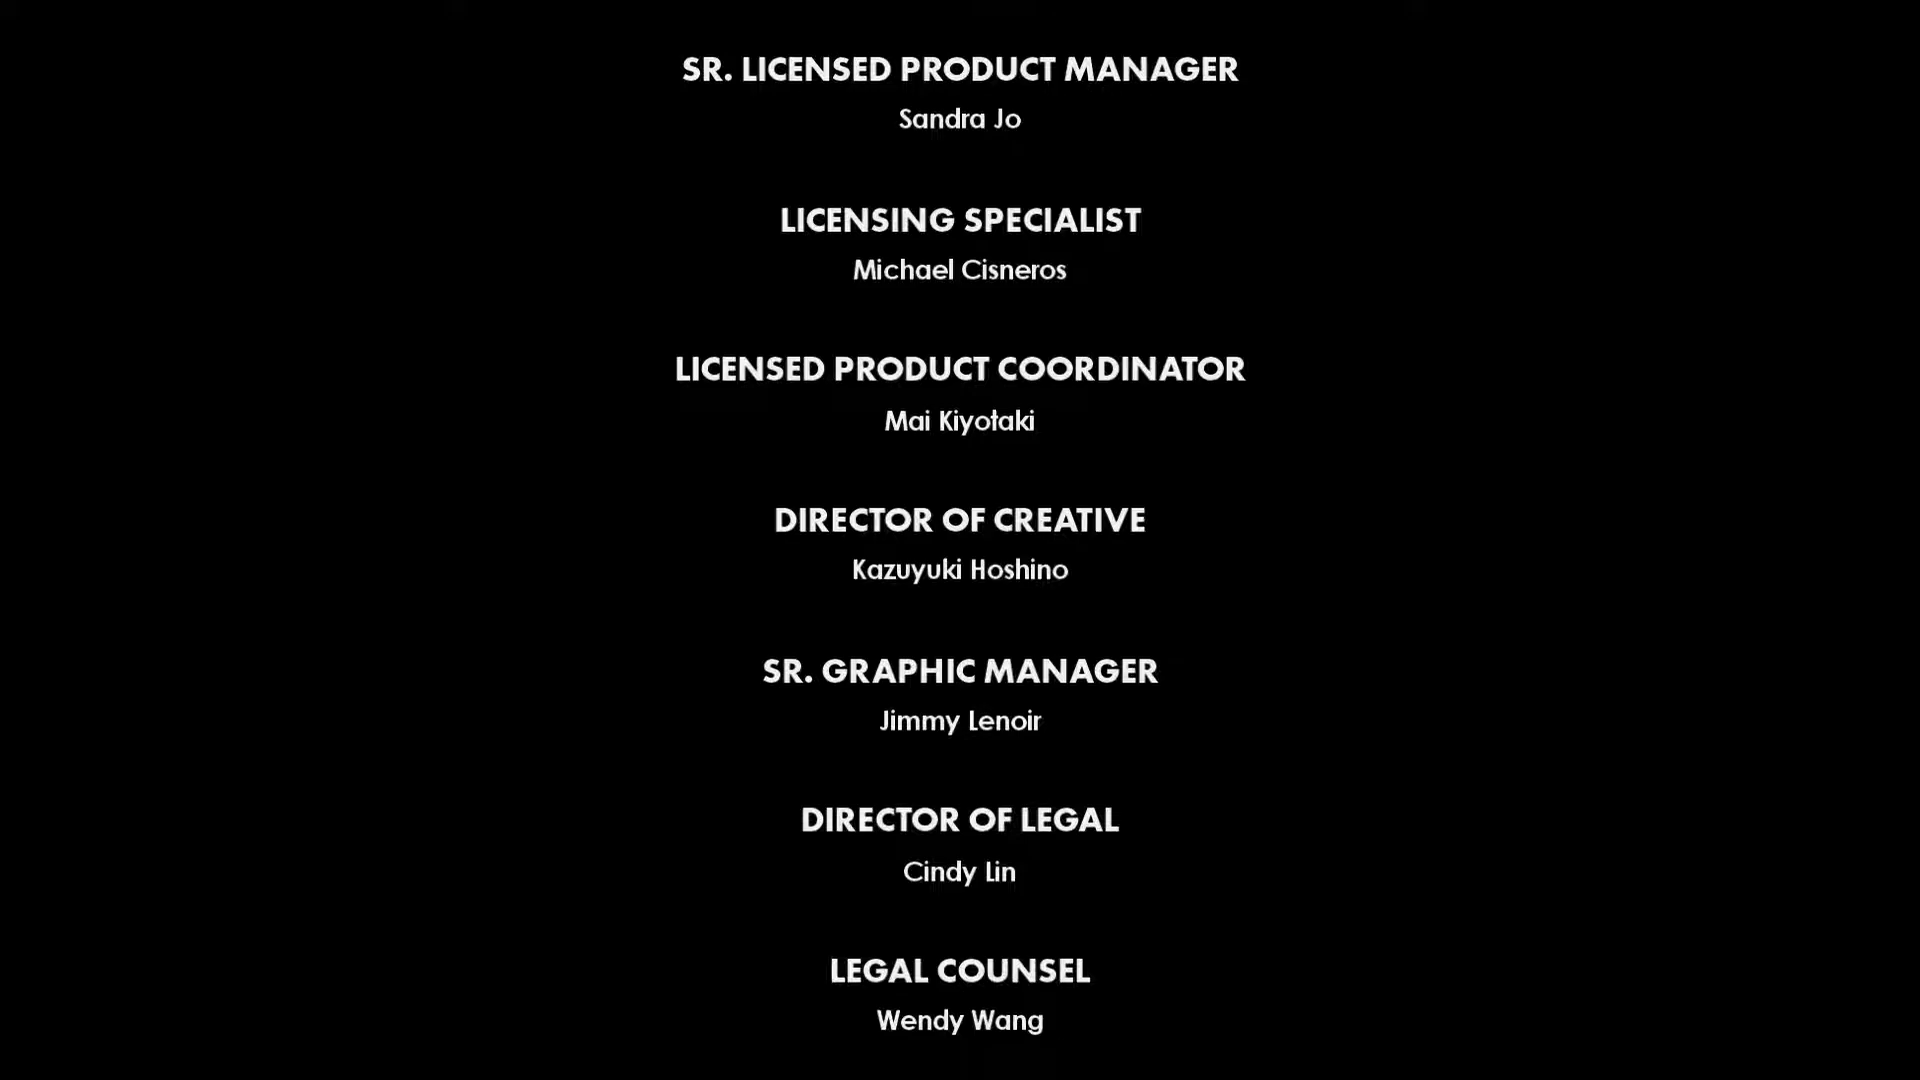 SR. LICENSED PRODUCT MANAGER
Sandra Jo
LICENSING SPECIALIST
Michael Cisneros
LICENSED PRODUCT COORDINATOR
Mai Kiyotaki
DIRECTOR OF CREATIVE
Kazuyuki Hoshino
SR. GRAPHIC MANAGER
Jimmy Lenoir
DIRECTOR OF LEGAL
Cindy Lin
LEGAL COUNSEL
Wendy Wang